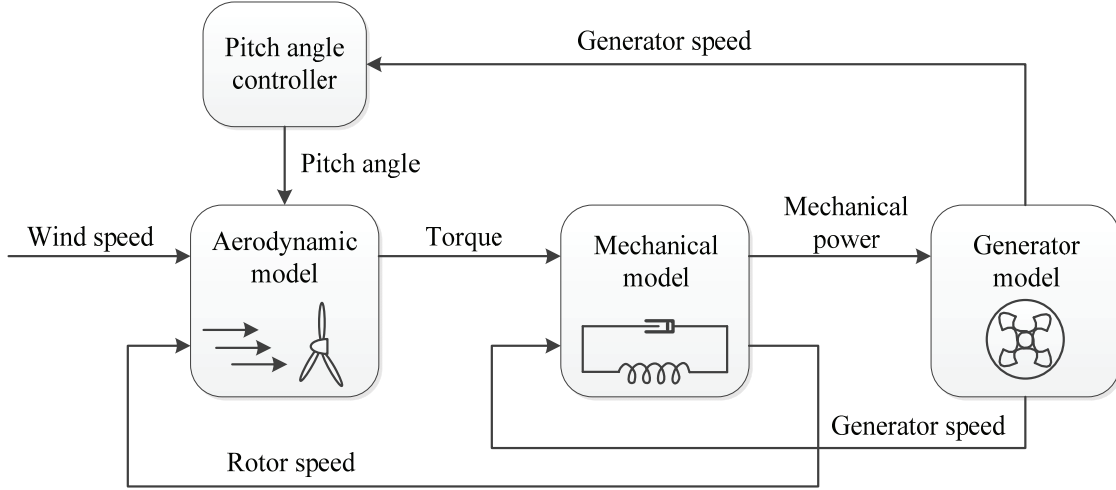 Pitch angle
controller
Generator speed
Pitch angle
Wind speed
Aerodynamic
model
Torque
Mechanical
model
Mechanical
power
Generator
model
Generator speed
Rotor speed